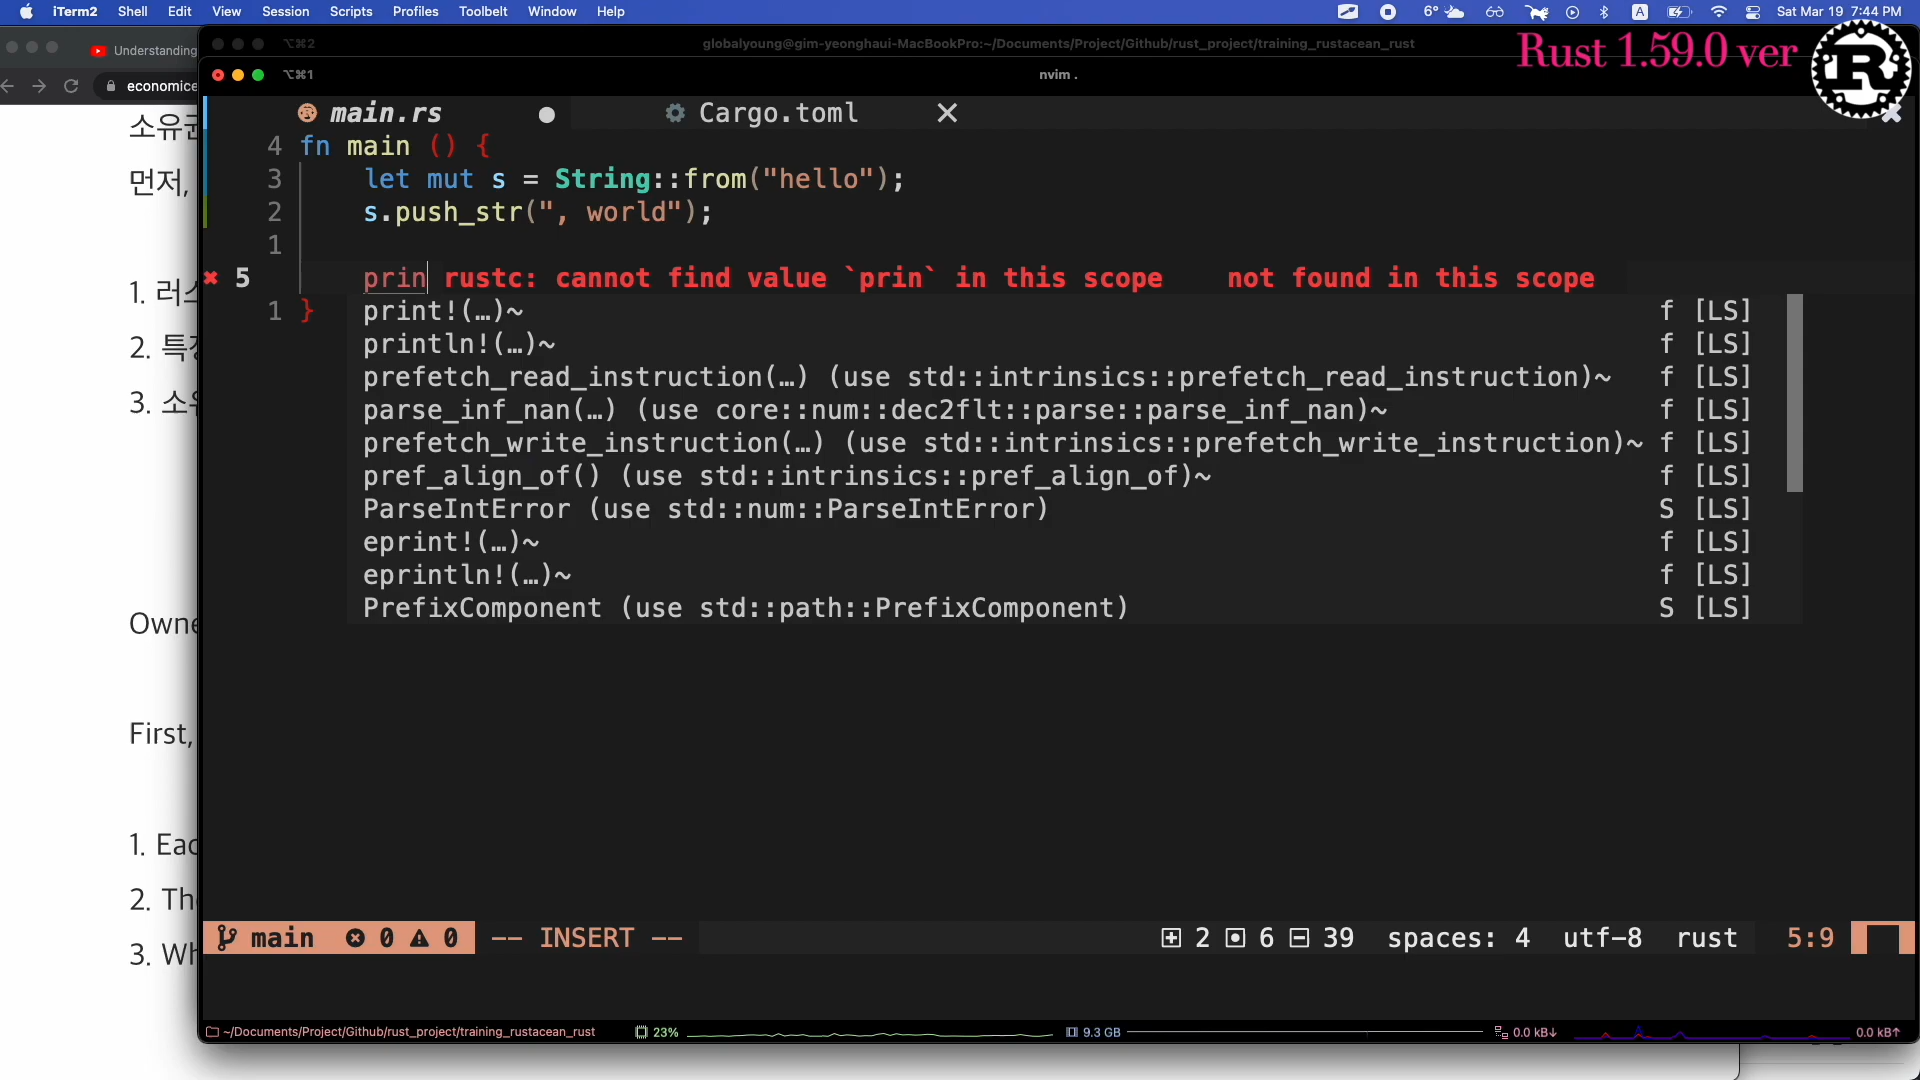 iTerm2 Shell Edit View Session Scripts Profiles Toolbelt Window Help 6° A Sat Mar 19 7:44 PM
Understanding
⌥⌘2 globalyoung@gim-yeonghaui-MacBookPro:~/Documents/Project/Github/rust_project/training_rustacean_rust
Rust 1.59.0 ver
R
⌥⌘1 nvim .
economice
main.rs Cargo.toml
4 fn main () {
3 let mut s = String::from("hello");
2 s.push_str(", world");
1
5 prin rustc: cannot find value `prin` in this scope not found in this scope
1 }
print!(…)~ f [LS]
println!(…)~ f [LS]
prefetch_read_instruction(…) (use std::intrinsics::prefetch_read_instruction)~ f [LS]
parse_inf_nan(…) (use core::num::dec2flt::parse::parse_inf_nan)~ f [LS]
prefetch_write_instruction(…) (use std::intrinsics::prefetch_write_instruction)~ f [LS]
pref_align_of() (use std::intrinsics::pref_align_of)~ f [LS]
ParseIntError (use std::num::ParseIntError) S [LS]
eprint!(…)~ f [LS]
eprintln!(…)~ f [LS]
PrefixComponent (use std::path::PrefixComponent) S [LS]
소유
먼저,
1. 러
2. 특
3. 소
Owne
First,
1. Eac
2. Th
3. Wh
main 0 0 -- INSERT -- 2 6 39 spaces: 4 utf-8 rust 5:9
~/Documents/Project/Github/rust_project/training_rustacean_rust 23% 9.3 GB 0.0 kB↓ 0.0 kB↑